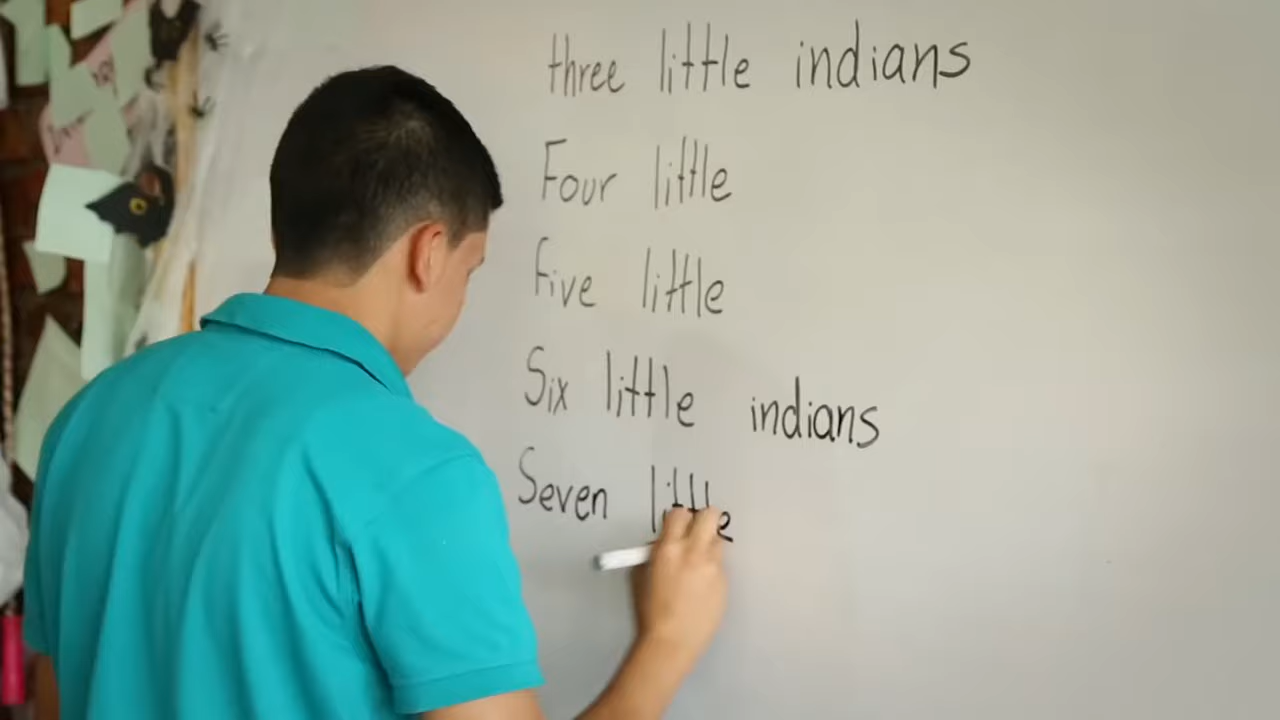 three little indians
Four little
Five little
Six little indians
Seven little